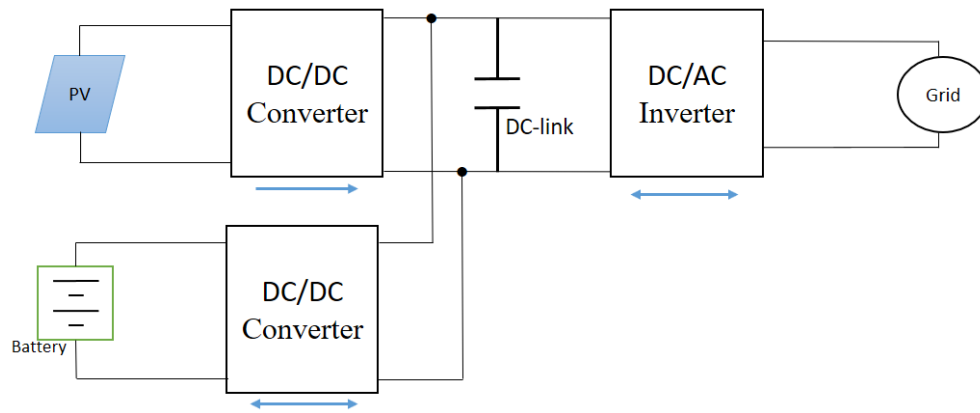 PV
DC/DC
Converter
DC-link
DC/AC
Inverter
Grid
Battery
DC/DC
Converter